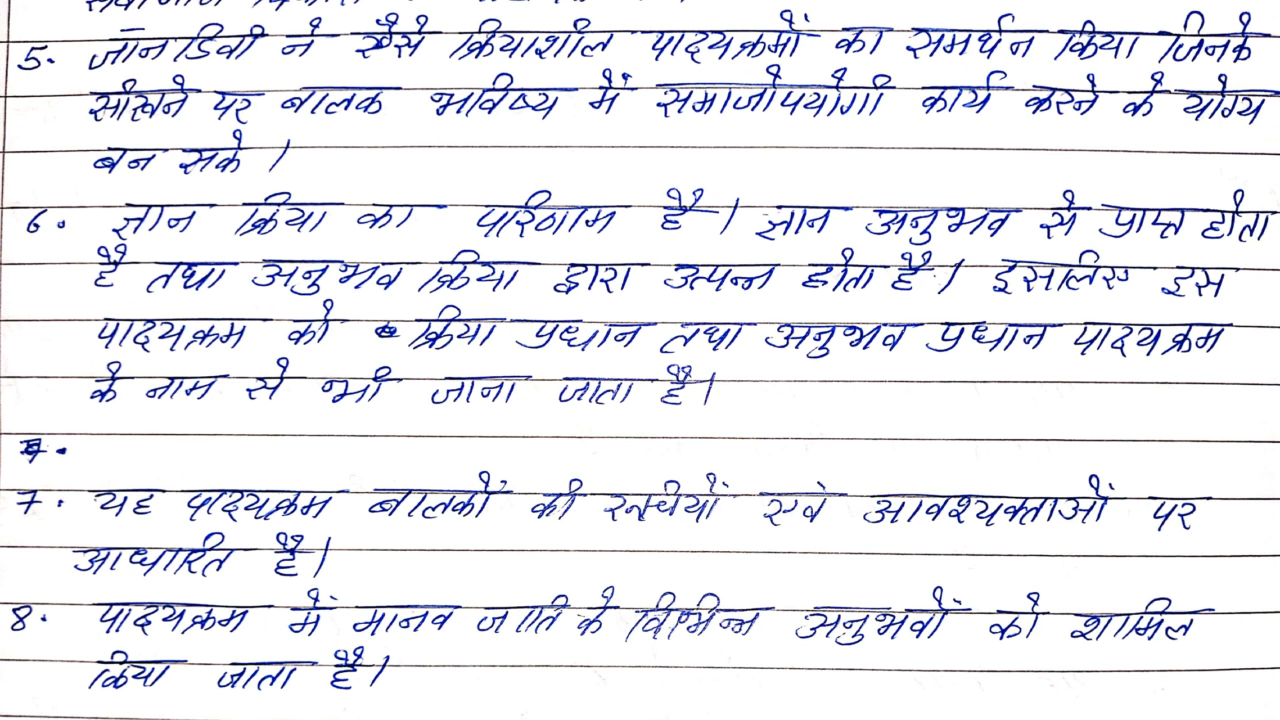 5. जॉन डिवी ने ऐसे क्रियाशील पाठ्यक्रमों का समर्थन किया जिनके
सीखने पर बालक भविष्य में समाजोपयोगी कार्य करने के योग्य
बन सके ।
6. ज्ञान क्रिया का परिणाम है । ज्ञान अनुभव से प्राप्त होता
है तथा अनुभव क्रिया द्वारा उत्पन्न होता है । इसलिए इस
पाठ्यक्रम को क्रिया प्रधान तथा अनुभव प्रधान पाठ्यक्रम
के नाम से भी जाना जाता है।
7. यह पाठ्यक्रम बालकों की रूचियों एवं आवश्यक्ताओं पर
आधारित है।
8. पाठ्यक्रम में मानव जाति के विभिन्न अनुभवों को शामिल
किया जाता है।